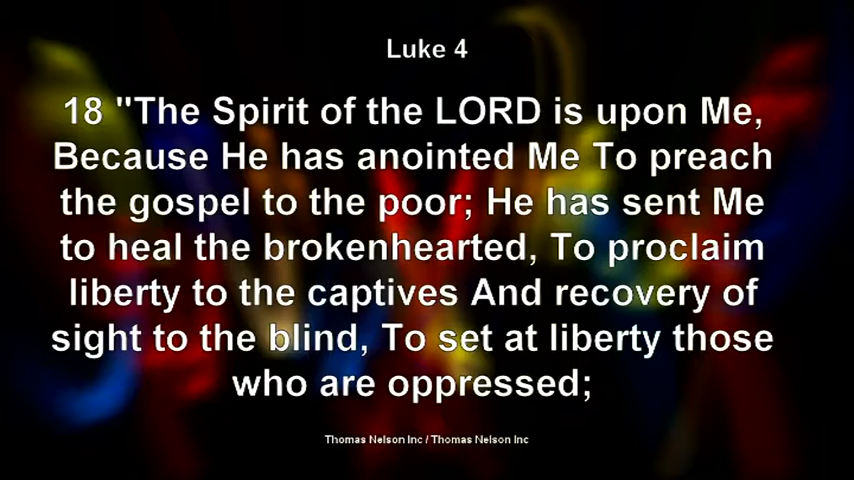 Luke 4
18 "The Spirit of the LORD is upon Me,
Because He has anointed Me To preach
the gospel to the poor; He has sent Me
to heal the brokenhearted, To proclaim
liberty to the captives And recovery of
sight to the blind, To set at liberty those
who are oppressed;
Thomas Nelson Inc / Thomas Nelson Inc